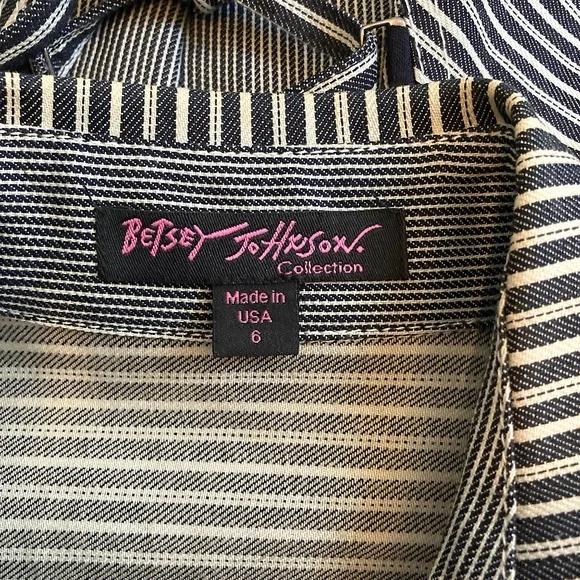 BETSEY JOHNSON.
Collection
Made in
USA
6